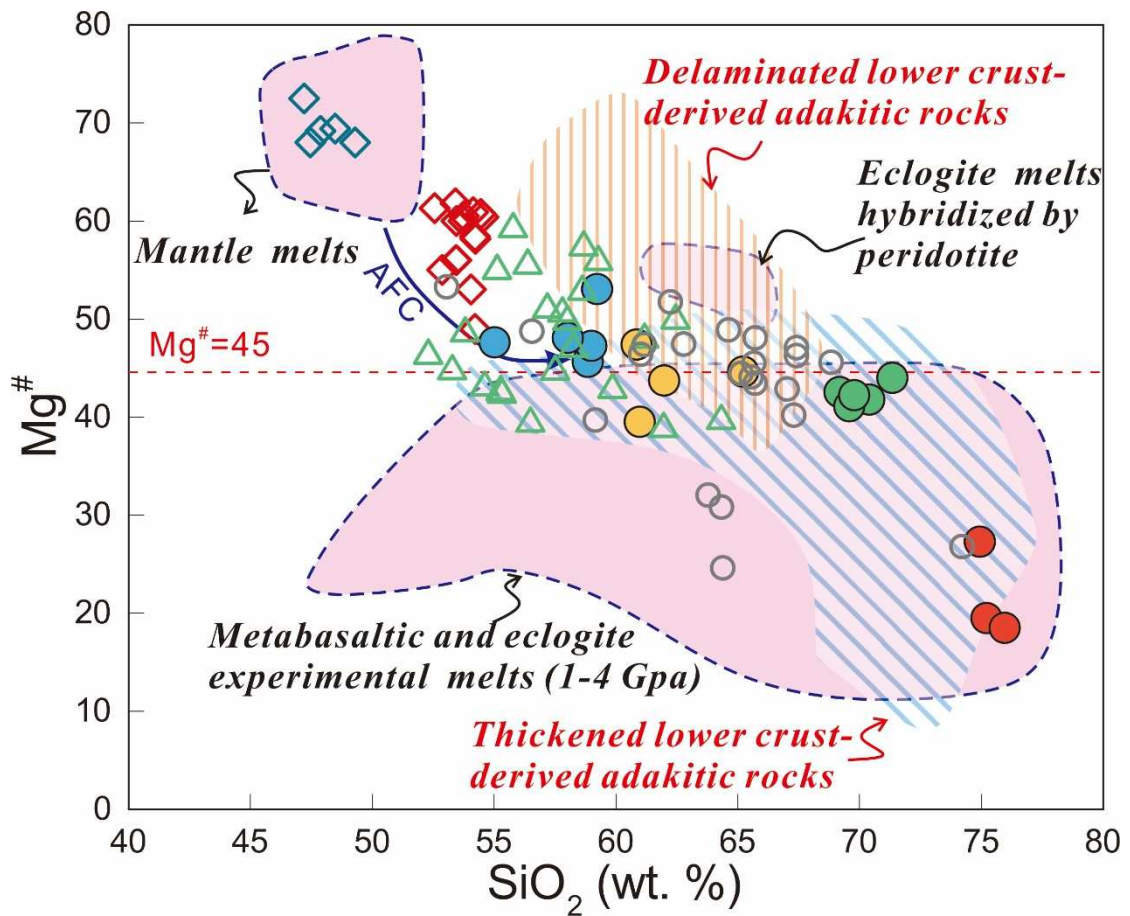 80
70
60
50
40
30
20
10
0
Mg#
Delaminated lower crust-
derived adakitic rocks
Eclogite melts
hybridized by
peridotite
Mantle melts
AFC
Mg#=45
Metabasaltic and eclogite
experimental melts (1-4 Gpa)
Thickened lower crust-
derived adakitic rocks
40 45 50 55 60 65 70 75 80
SiO2 (wt. %)